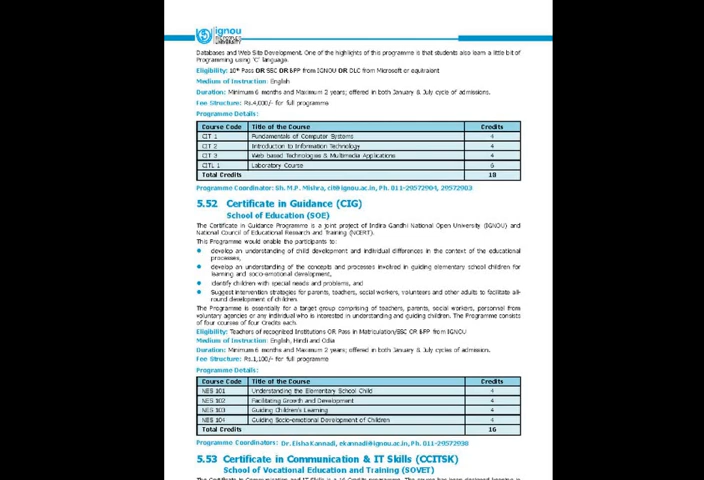 ignou
THE PEOPLE'S
UNIVERSITY
Databases and Web Site Development. One of the highlights of this programme is that students also learn a little bit of
Programming using 'C' language.
Eligibility: 10th Pass OR SSC OR BPP from IGNOU OR DLC from Microsoft or equivalent
Medium of Instruction: English
Duration: Minimum 6 months and Maximum 2 years; offered in both January & July cycles of admissions.
Fee Structure: Rs.4,000/- for full programme
Programme Details:
Course Code Title of the Course Credits
CIT 1 Fundamentals of Computer Systems 4
CIT 2 Introduction to Information Technology 4
CIT 3 Web based Technologies & Multimedia Applications 4
CITL 1 Laboratory Course 6
Total Credits 18
Programme Coordinator: Sh. M.P. Mishra, cit@ignou.ac.in, Ph. 011-29572904, 29572903
5.52 Certificate in Guidance (CIG)
School of Education (SOE)
The Certificate in Guidance Programme is a joint project of Indira Gandhi National Open University (IGNOU) and
National Council of Educational Research and Training (NCERT).
This Programme would enable the participants to:
develop an understanding of child development and individual differences in the context of the educational
processes,
develop an understanding of the concepts and processes involved in guiding elementary school children for
learning and socio-emotional development,
identify children with special needs and problems, and
Suggest intervention strategies for parents, teachers, social workers, volunteers and other adults to facilitate all-
round development of children
The Programme is essentially for a target group comprising of teachers, parents, social workers, personnel from
voluntary agencies or any individual who is interested in understanding and guiding children. The Programme consists
of four courses of four Credits each.
Eligibility: Teachers of recognized Institutions OR Pass in Matriculation/SSC OR BPP from IGNOU
Medium of Instruction: English, Hindi and Odia
Duration: Minimum 6 months and Maximum 2 years; offered in both January & July cycles of admission.
Fee Structure: Rs.1,100/- for full programme
Programme Details:
Course Code Title of the Course Credits
NES 101 Understanding the Elementary School Child 4
NES 102 Facilitating Growth and Development 4
NES 103 Guiding Children's Learning 4
NES 104 Guiding Socio-emotional Development of Children 4
Total Credits 16
Programme Coordinators: Dr. Eisha Kannadi, ekannadi@ignou.ac.in, Ph. 011-29572938
5.53 Certificate in Communication & IT Skills (CCITSK)
School of Vocational Education and Training (SOVET)